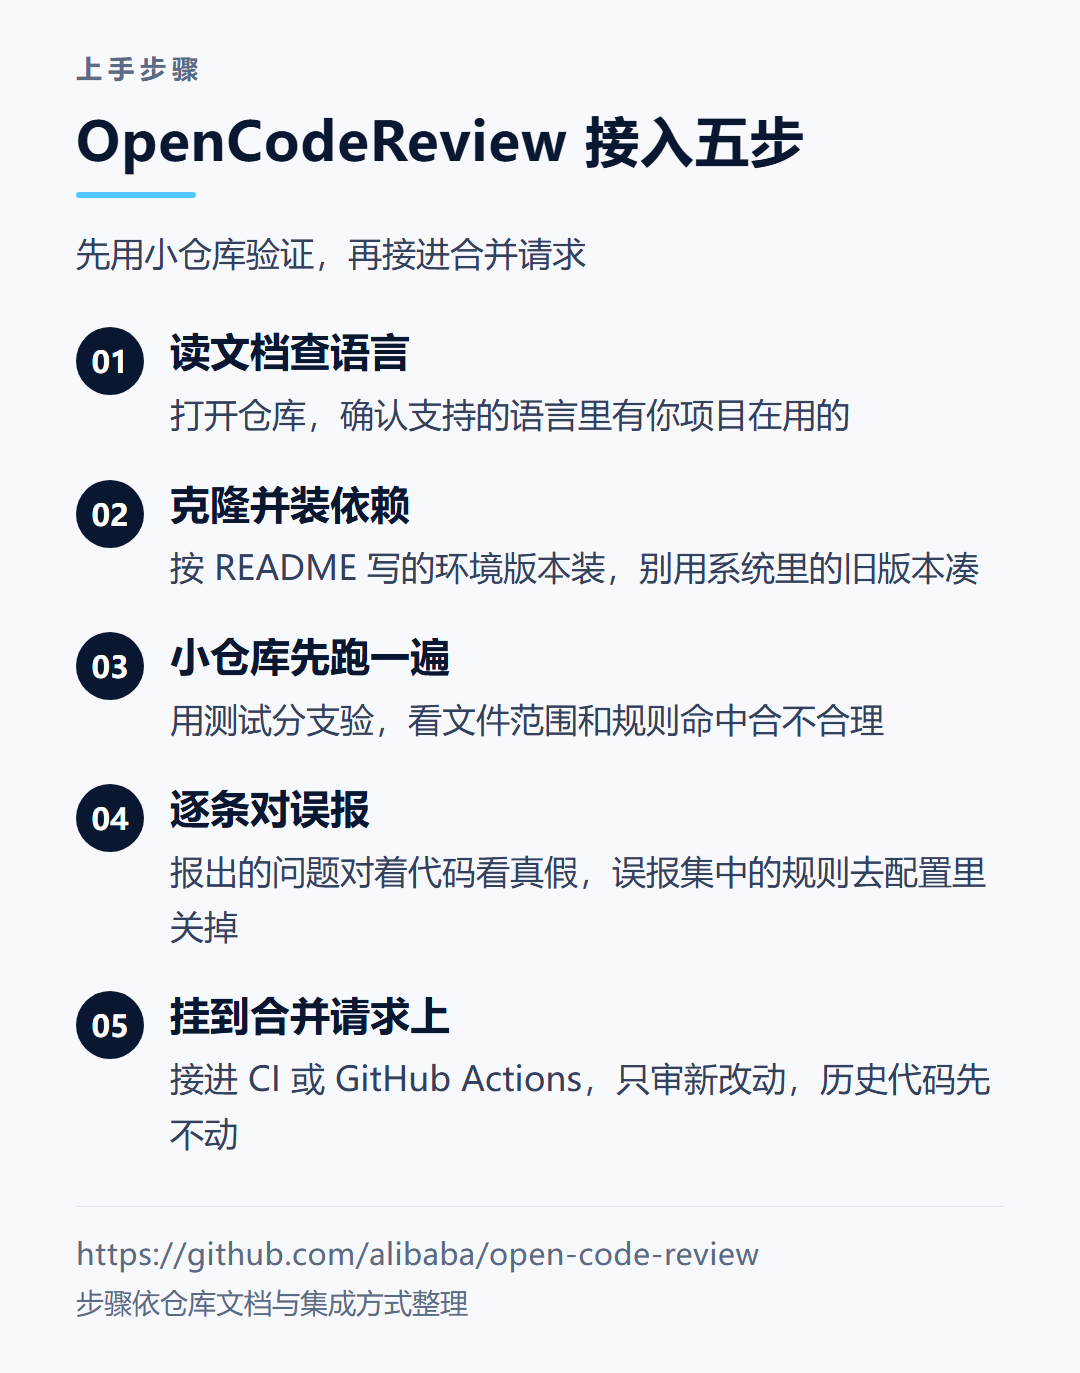 上手步骤
OpenCodeReview 接入五步
先用小仓库验证，再接进合并请求
01
读文档查语言
打开仓库，确认支持的语言里有你项目在用的
02
克隆并装依赖
按 README 写的环境版本装，别用系统里的旧版本凑
03
小仓库先跑一遍
用测试分支验，看文件范围和规则命中合不合理
04
逐条对误报
报出的问题对着代码看真假，误报集中的规则去配置里
关掉
05
挂到合并请求上
接进 CI 或 GitHub Actions，只审新改动，历史代码先
不动
https://github.com/alibaba/open-code-review
步骤依仓库文档与集成方式整理